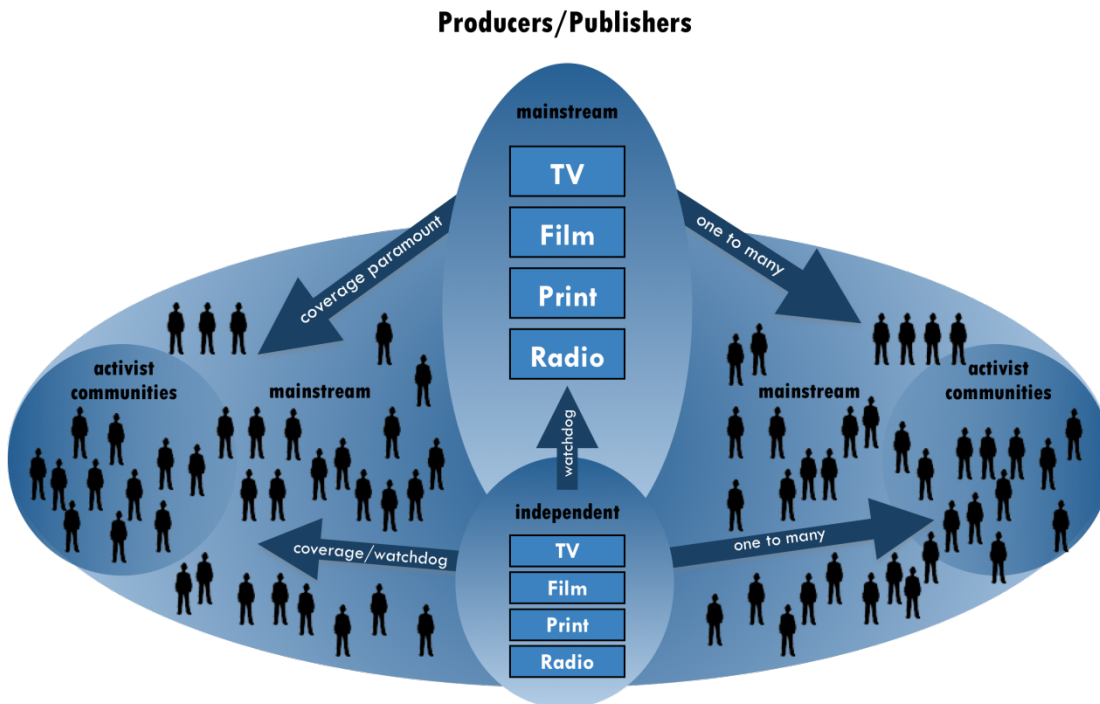 Producers/Publishers
mainstream
TV
Film
Print
Radio
coverage paramount
one to many
activist
communities
mainstream
mainstream
activist
communities
watchdog
independent
TV
Film
Print
Radio
coverage/watchdog
one to many